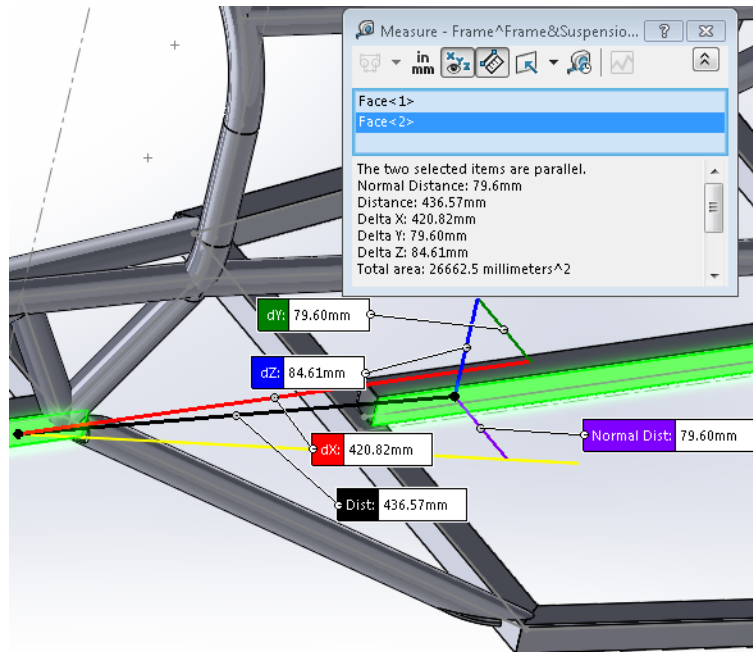 Measure - Frame^Frame&Suspensio...
in
mm
XYZ
Face<1>
Face<2>
The two selected items are parallel.
Normal Distance: 79.6mm
Distance: 436.57mm
Delta X: 420.82mm
Delta Y: 79.60mm
Delta Z: 84.61mm
Total area: 26662.5 millimeters^2
dY: 79.60mm
dZ: 84.61mm
dX: 420.82mm
Normal Dist: 79.60mm
Dist: 436.57mm